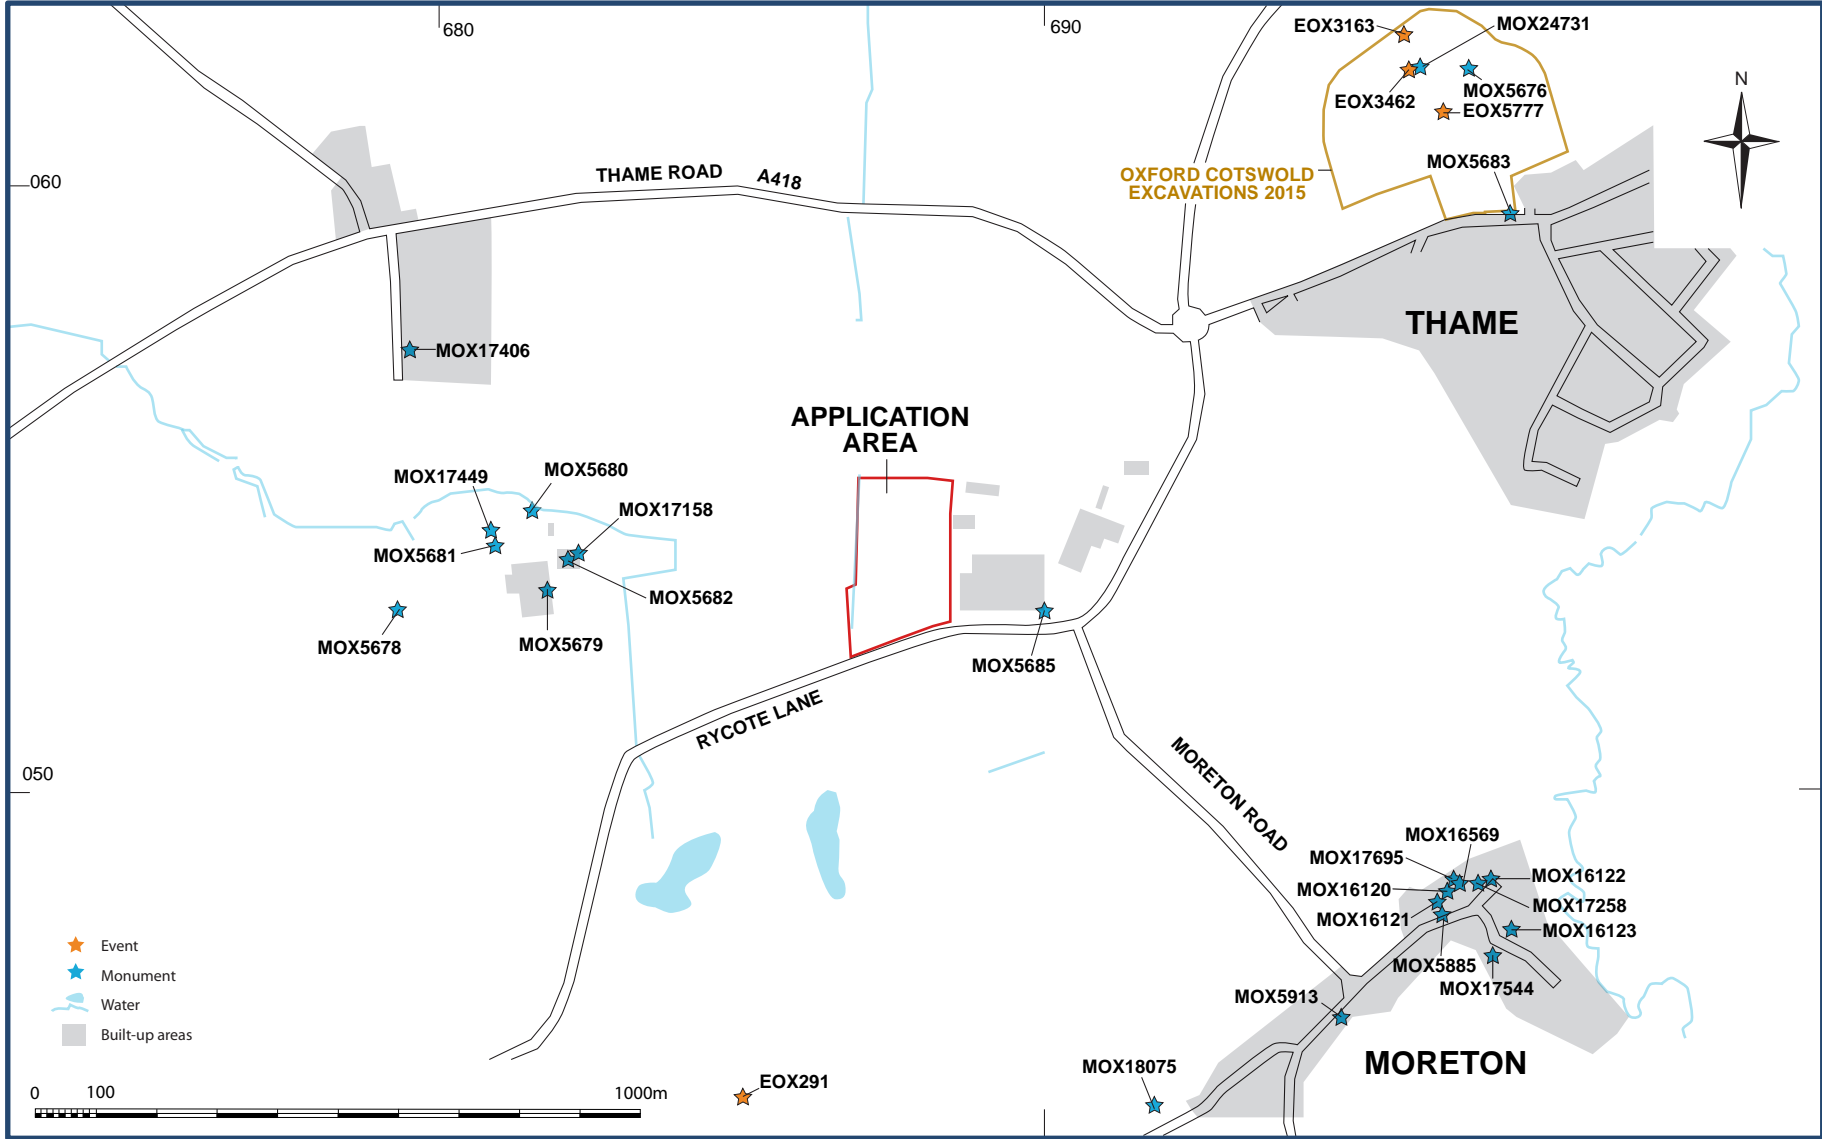 680
690
EOX3163
MOX24731
N
EOX3462
MOX5676
EOX5777
MOX5683
060
THAME ROAD A418
OXFORD COTSWOLD
EXCAVATIONS 2015
THAME
MOX17406
APPLICATION
AREA
MOX17449
MOX5680
MOX17158
MOX5681
MOX5682
MOX5678
MOX5679
MOX5685
RYCOTE LANE
MORETON ROAD
050
MOX16569
MOX17695
MOX16122
MOX16120
MOX17258
MOX16121
MOX16123
MOX5885
MOX17544
MOX5913
MORETON
MOX18075
EOX291
Event
Monument
Water
Built-up areas
0 100 1000m